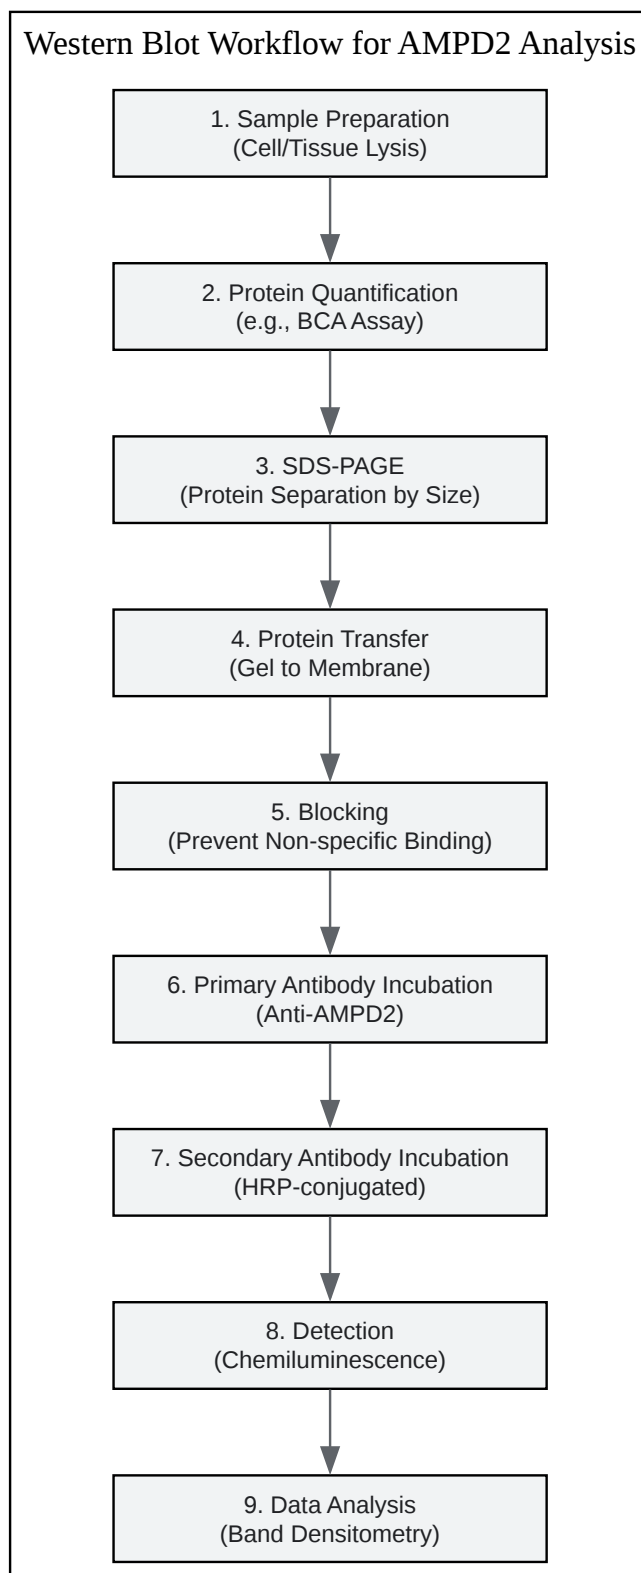 Western Blot Workflow for AMPD2 Analysis
1. Sample Preparation
(Cell/Tissue Lysis)
2. Protein Quantification
(e.g., BCA Assay)
3. SDS-PAGE
(Protein Separation by Size)
4. Protein Transfer
(Gel to Membrane)
5. Blocking
(Prevent Non-specific Binding)
6. Primary Antibody Incubation
(Anti-AMPD2)
7. Secondary Antibody Incubation
(HRP-conjugated)
8. Detection
(Chemiluminescence)
9. Data Analysis
(Band Densitometry)